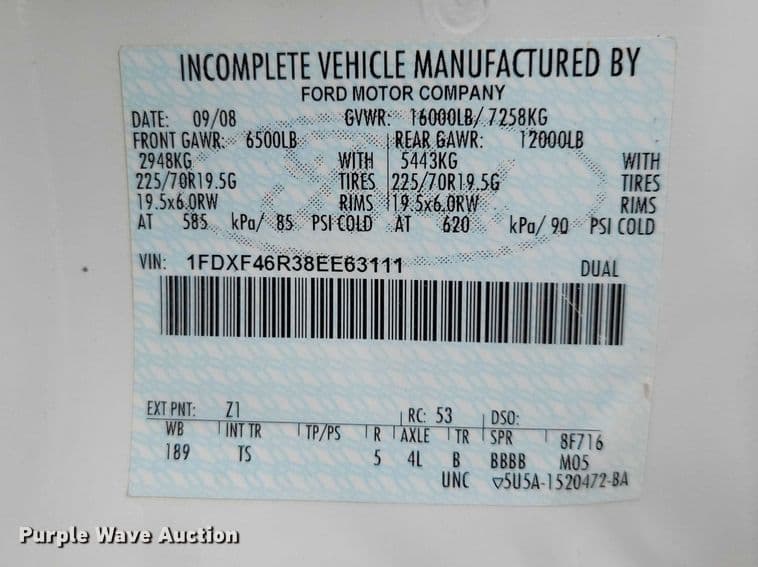 INCOMPLETE VEHICLE MANUFACTURED BY
FORD MOTOR COMPANY
DATE: 09/08 GVWR: 16000LB/ 7258KG
FRONT GAWR: 6500LB REAR GAWR: 12000LB
2948KG WITH 5443KG WITH
225/70R19.5G TIRES 225/70R19.5G TIRES
19.5x6.0RW RIMS 19.5x6.0RW RIMS
AT 585 kPa/ 85 PSI COLD AT 620 kPa/ 90 PSI COLD
VIN: 1FDXF46R38EE63111 DUAL
EXT PNT: Z1 RC: 53 DSO:
WB INT TR TP/PS R AXLE TR SPR 8F716
189 TS 5 4L B BBBB M05
UNC ▽5U5A-1520472-BA
Purple Wave Auction